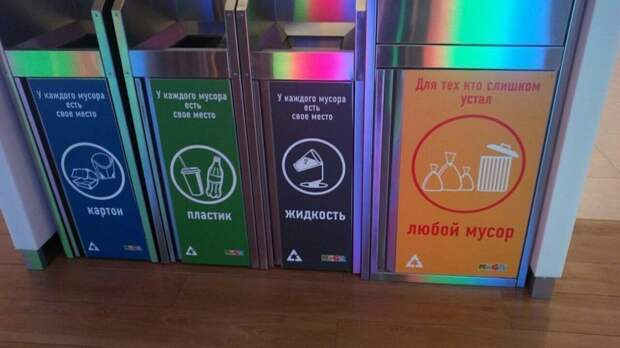 У каждого мусора
есть
свое место
картон
У каждого мусора
есть
свое место
пластик
У каждого мусора
есть
свое место
жидкость
Для тех кто слишком
устал
любой мусор